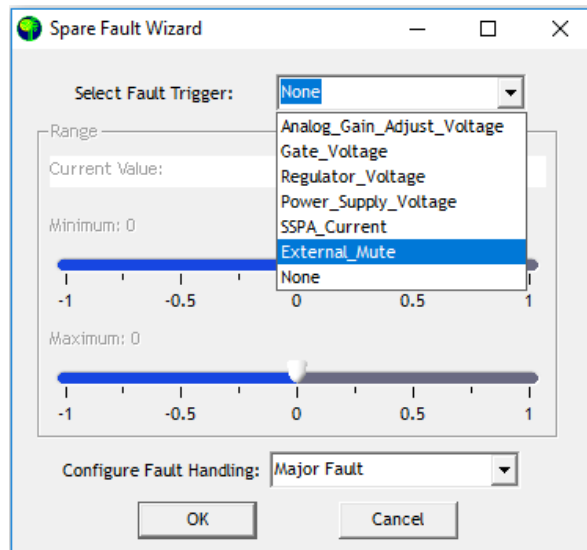 Spare Fault Wizard
Select Fault Trigger: None
Analog_Gain_Adjust_Voltage
Range
Gate_Voltage
Current Value: Regulator_Voltage
Power_Supply_Voltage
Minimum: 0 SSPA_Current
External_Mute
None
-1 -0.5 0 0.5 1
Maximum: 0
-1 -0.5 0 0.5 1
Configure Fault Handling: Major Fault
OK Cancel